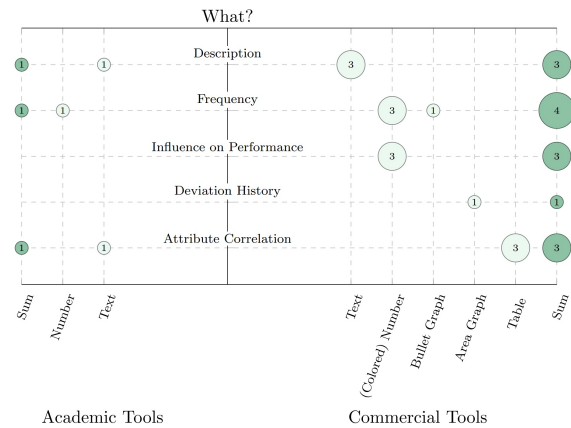 What?
Description
1 1 3 3
Frequency
1 1 3 1 4
Influence on Performance
3 3
Deviation History
1 1
Attribute Correlation
1 1 3 3
Sum
Number
Text
Text
(Colored) Number
Bullet Graph
Area Graph
Table
Sum
Academic Tools
Commercial Tools